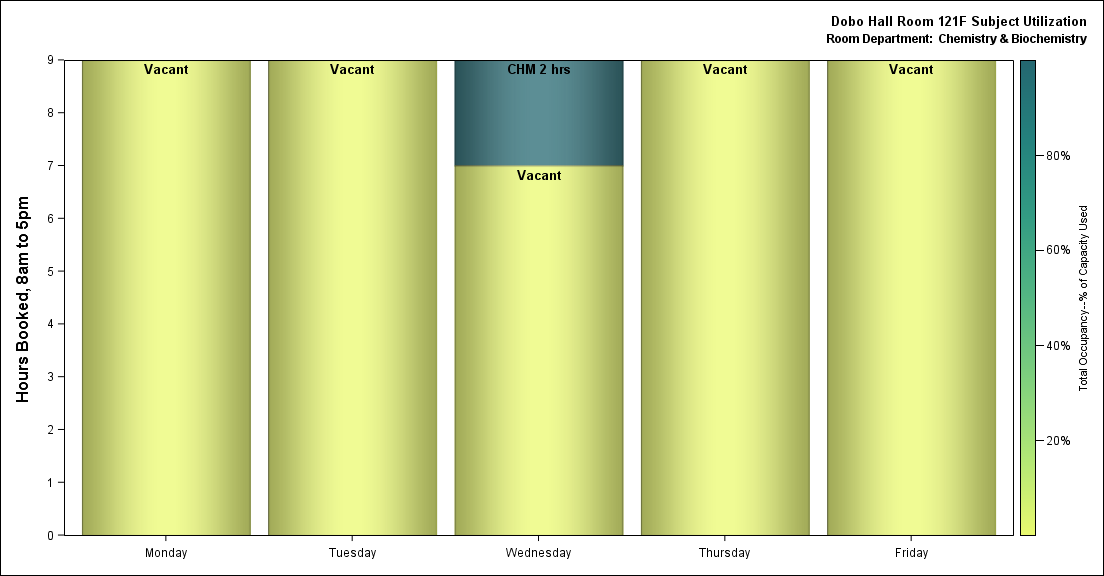 Dobo Hall Room 121F Subject Utilization
Room Department: Chemistry & Biochemistry
Hours Booked, 8am to 5pm
9
8
7
6
5
4
3
2
1
0
Vacant
Vacant
CHM 2 hrs
Vacant
Vacant
Vacant
Monday
Tuesday
Wednesday
Thursday
Friday
80%
60%
40%
20%
Total Occupancy--% of Capacity Used